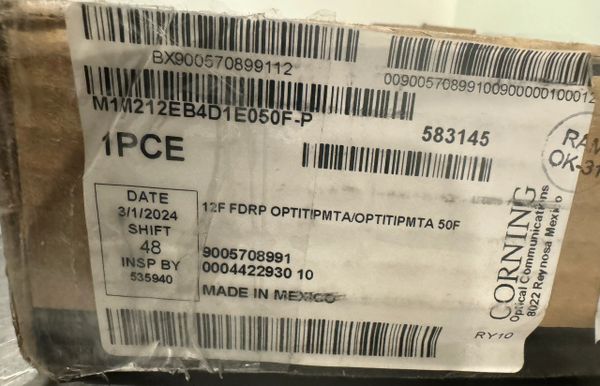 BX900570899112
00900570899100900000100012
M1M212EB4D1E050F-P
583145
1PCE
RAN
OK-31
DATE
3/1/2024
SHIFT
48
INSP BY
535940
12F FDRP OPTITIPMTA/OPTITIPMTA 50F
9005708991
0004422930 10
MADE IN MEXICO
CORNING
Optical Communications
8022 Reynosa Mexico
RY10